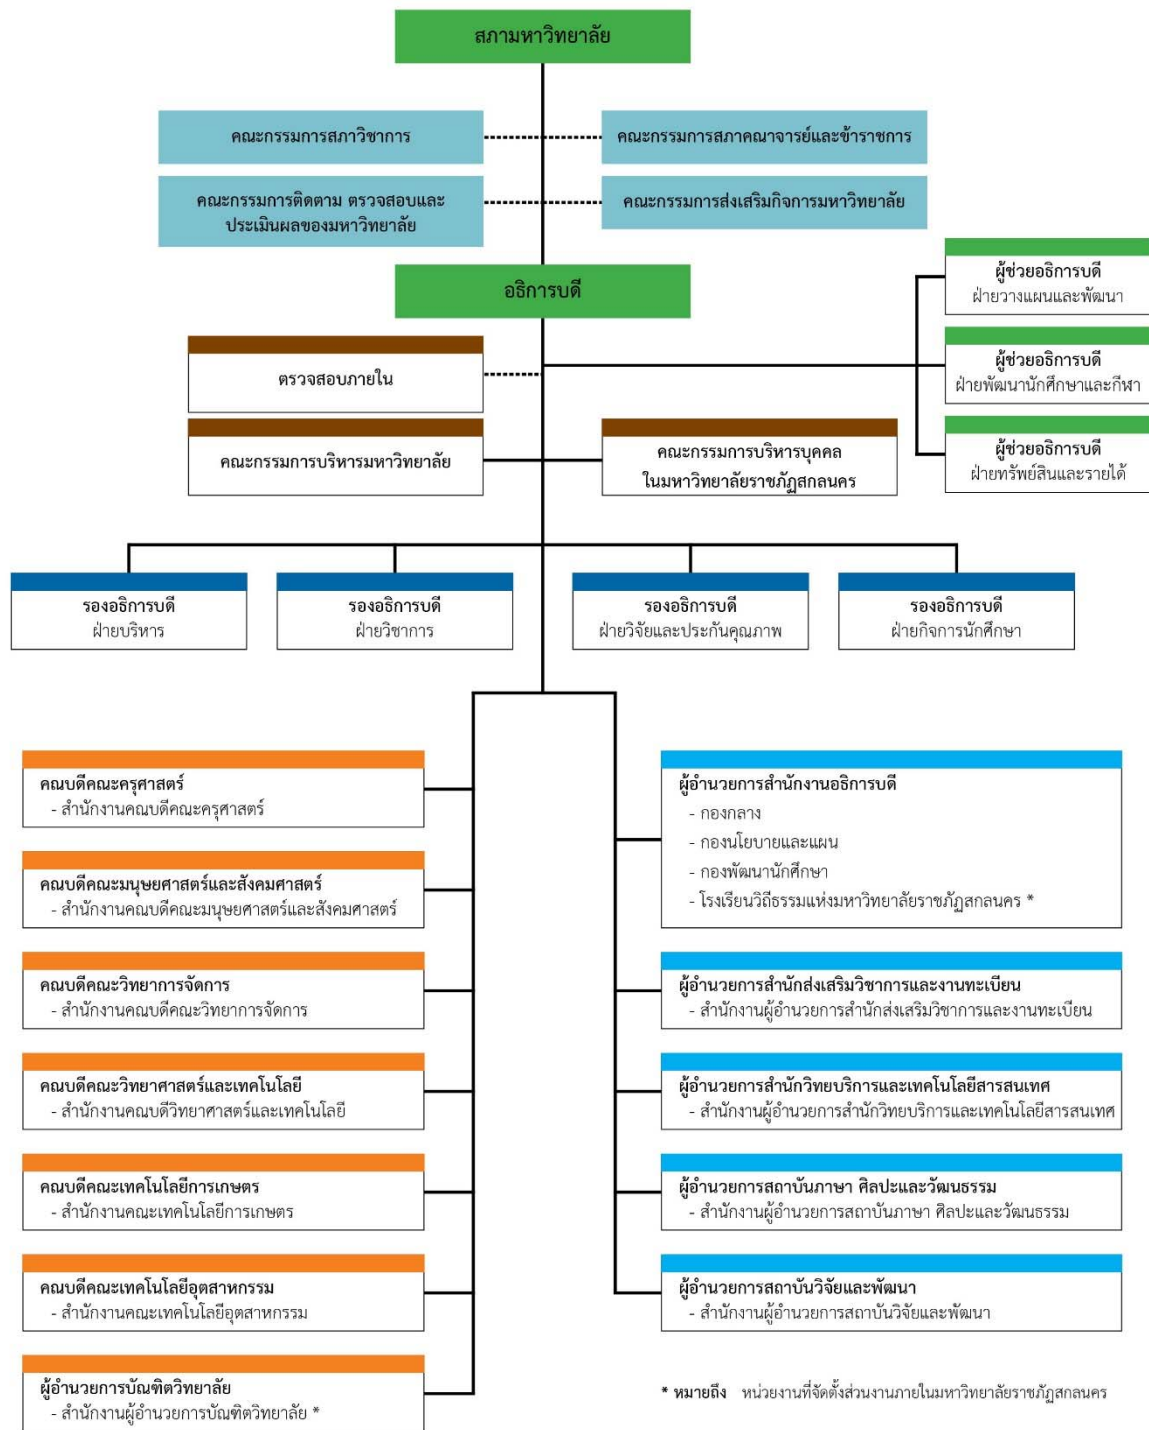 สภามหาวิทยาลัย
คณะกรรมการสภาวิชาการ
คณะกรรมการสภาคณาจารย์และข้าราชการ
คณะกรรมการติดตาม ตรวจสอบและ
ประเมินผลของมหาวิทยาลัย
คณะกรรมการส่งเสริมกิจการมหาวิทยาลัย
อธิการบดี
ผู้ช่วยอธิการบดี
ฝ่ายวางแผนและพัฒนา
ผู้ช่วยอธิการบดี
ฝ่ายพัฒนานักศึกษาและกีฬา
ผู้ช่วยอธิการบดี
ฝ่ายทรัพย์สินและรายได้
ตรวจสอบภายใน
คณะกรรมการบริหารมหาวิทยาลัย
คณะกรรมการบริหารบุคคล
ในมหาวิทยาลัยราชภัฏสกลนคร
รองอธิการบดี
ฝ่ายบริหาร
รองอธิการบดี
ฝ่ายวิชาการ
รองอธิการบดี
ฝ่ายวิจัยและประกันคุณภาพ
รองอธิการบดี
ฝ่ายกิจการนักศึกษา
คณบดีคณะครุศาสตร์
- สำนักงานคณบดีคณะครุศาสตร์
คณบดีคณะมนุษยศาสตร์และสังคมศาสตร์
- สำนักงานคณบดีคณะมนุษยศาสตร์และสังคมศาสตร์
คณบดีคณะวิทยาการจัดการ
- สำนักงานคณบดีคณะวิทยาการจัดการ
คณบดีคณะวิทยาศาสตร์และเทคโนโลยี
- สำนักงานคณบดีวิทยาศาสตร์และเทคโนโลยี
คณบดีคณะเทคโนโลยีการเกษตร
- สำนักงานคณะเทคโนโลยีการเกษตร
คณบดีคณะเทคโนโลยีอุตสาหกรรม
- สำนักงานคณะเทคโนโลยีอุตสาหกรรม
ผู้อำนวยการบัณฑิตวิทยาลัย
- สำนักงานผู้อำนวยการบัณฑิตวิทยาลัย *
ผู้อำนวยการสำนักงานอธิการบดี
- กองกลาง
- กองนโยบายและแผน
- กองพัฒนานักศึกษา
- โรงเรียนวิถีธรรมแห่งมหาวิทยาลัยราชภัฏสกลนคร *
ผู้อำนวยการสำนักส่งเสริมวิชาการและงานทะเบียน
- สำนักงานผู้อำนวยการสำนักส่งเสริมวิชาการและงานทะเบียน
ผู้อำนวยการสำนักวิทยบริการและเทคโนโลยีสารสนเทศ
- สำนักงานผู้อำนวยการสำนักวิทยบริการและเทคโนโลยีสารสนเทศ
ผู้อำนวยการสถาบันภาษา ศิลปะและวัฒนธรรม
- สำนักงานผู้อำนวยการสถาบันภาษา ศิลปะและวัฒนธรรม
ผู้อำนวยการสถาบันวิจัยและพัฒนา
- สำนักงานผู้อำนวยการสถาบันวิจัยและพัฒนา
* หมายถึง หน่วยงานที่จัดตั้งส่วนงานภายในมหาวิทยาลัยราชภัฏสกลนคร